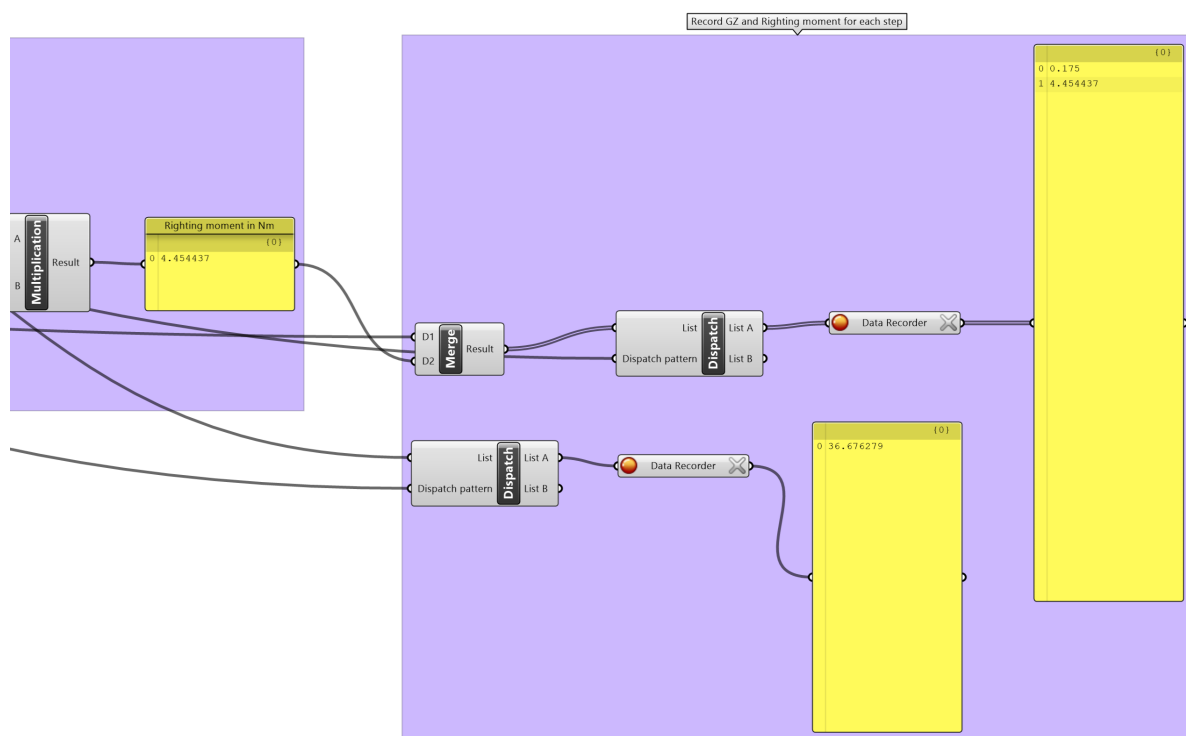 Record GZ and Righting moment for each step
{0}
0 0.175
1 4.454437
A
B
Multiplication
Result
Righting moment in Nm
{0}
0 4.454437
D1
D2
Merge
Result
List
Dispatch pattern
Dispatch
List A
List B
Data Recorder
List
Dispatch pattern
Dispatch
List A
List B
Data Recorder
{0}
0 36.676279